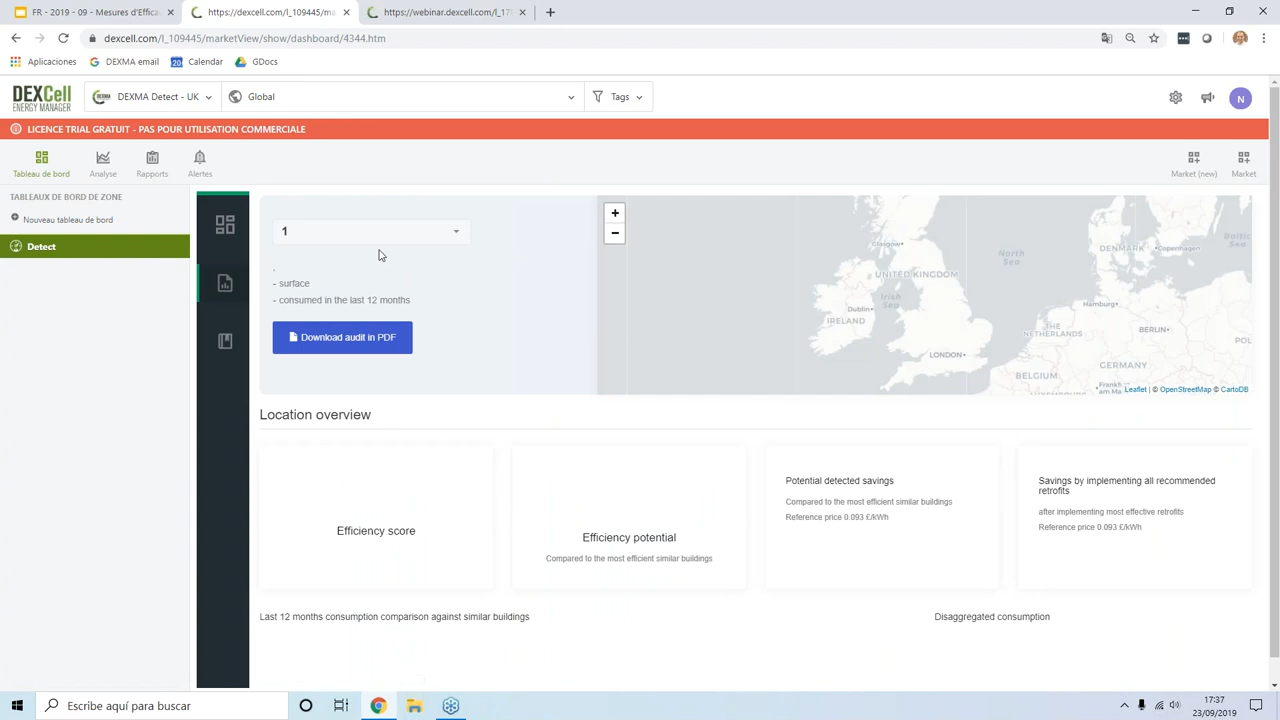 FR - 2019 - 09 - Mesures d'Effici
https://dexcell.com/l_109445/mar
https://webinar.dexcell.com/l_17
dexcell.com/l_109445/marketView/show/dashboard/4344.htm
Aplicaciones
DEXMA email
20 Calendar
GDocs
DEXCell
ENERGY MANAGER
DEXMA Detect - UK
Global
Tags
N
LICENCE TRIAL GRATUIT - PAS POUR UTILISATION COMMERCIALE
Tableau de bord
Analyse
Rapports
Alertes
Market (new)
Market
TABLEAUX DE BORD DE ZONE
Nouveau tableau de bord
Detect
1
.
- surface
- consumed in the last 12 months
Download audit in PDF
+
−
Glasgow
North
Sea
DENMARK
Copenhagen
Baltic
UNITED KINGDOM
Irish
Sea
Dublin
IRELAND
Hamburg
THE
NETHERLANDS
BERLIN
POL
LONDON
BELGIUM
GERMANY
Leaflet | © OpenStreetMap © CartoDB
Location overview
Efficiency score
Efficiency potential
Compared to the most efficient similar buildings
Potential detected savings
Compared to the most efficient similar buildings
Reference price 0.093 £/kWh
Savings by implementing all recommended
retrofits
after implementing most effective retrofits
Reference price 0.093 £/kWh
Last 12 months consumption comparison against similar buildings
Disaggregated consumption
Escribe aquí para buscar
17:37
23/09/2019